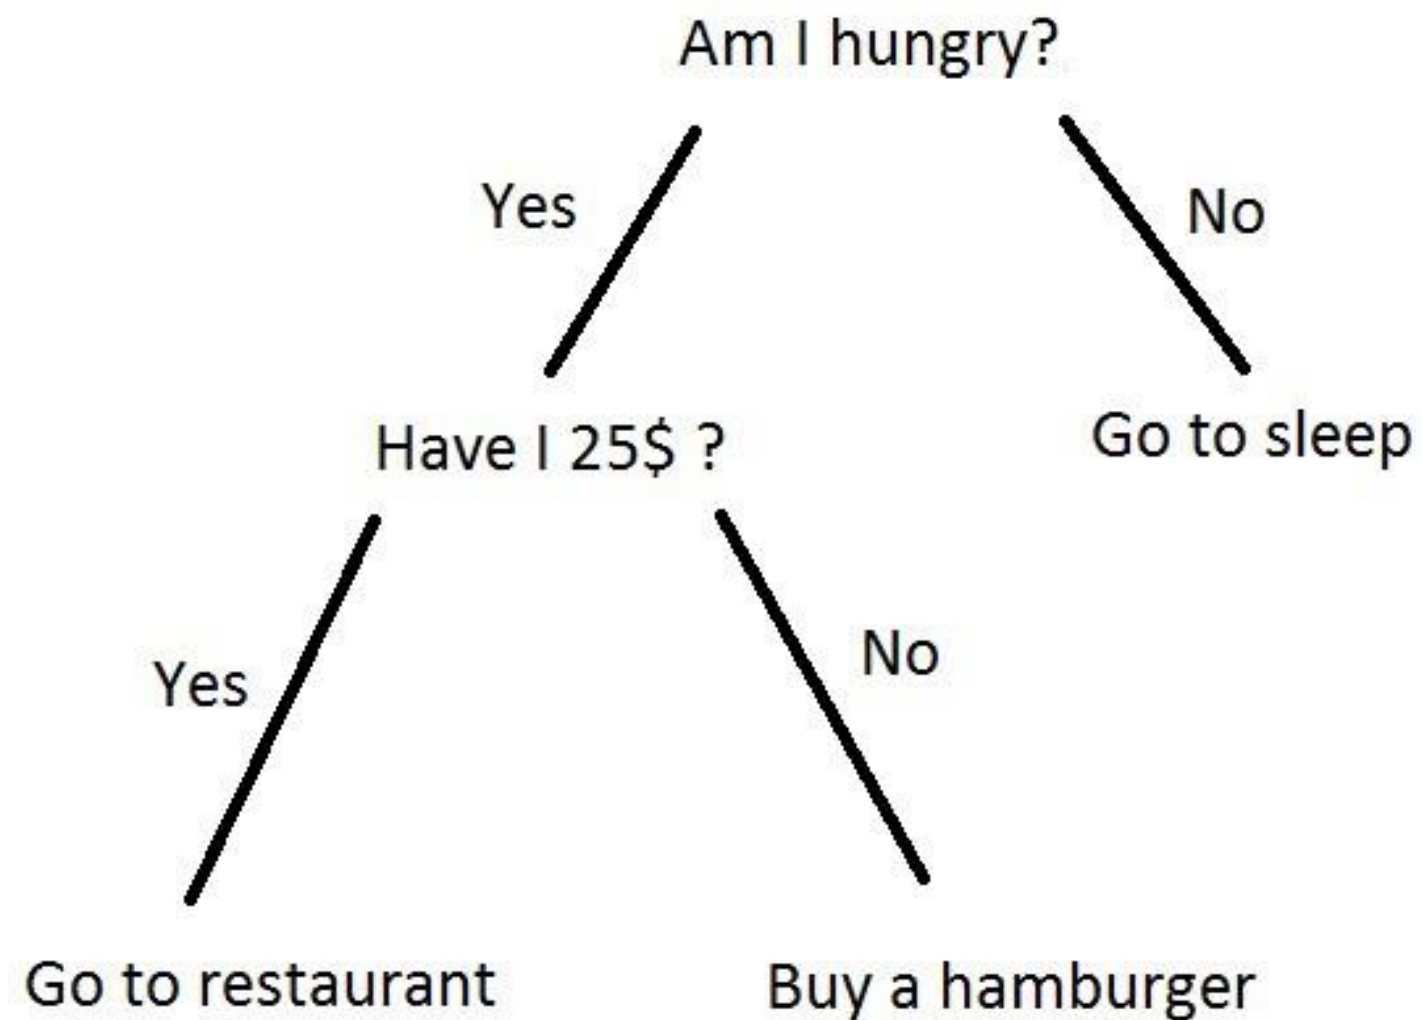 Am I hungry?
Yes
No
Have I 25$ ?
Go to sleep
Yes
No
Go to restaurant
Buy a hamburger